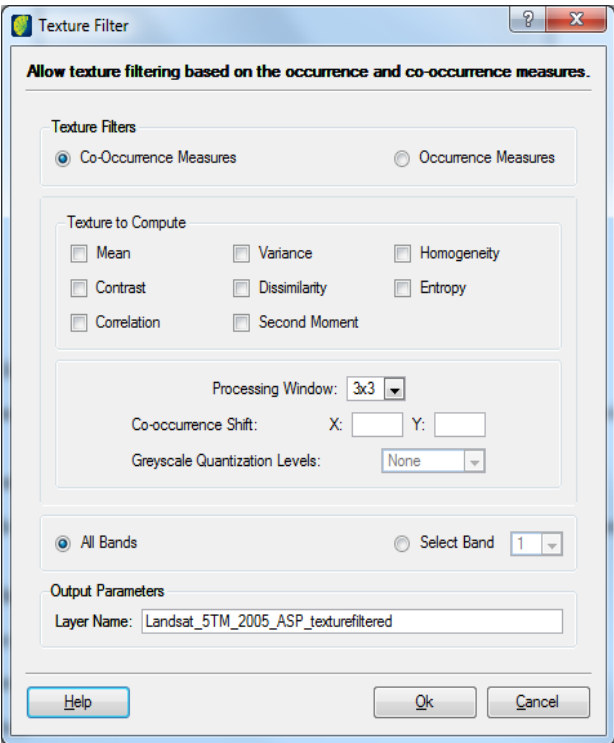 Texture Filter
Allow texture filtering based on the occurrence and co-occurrence measures.
Texture Filters
Co-Occurrence Measures Occurrence Measures
Texture to Compute
Mean Variance Homogeneity
Contrast Dissimilarity Entropy
Correlation Second Moment
Processing Window: 3x3
Co-occurrence Shift: X: Y:
Greyscale Quantization Levels: None
All Bands Select Band 1
Output Parameters
Layer Name: Landsat_5TM_2005_ASP_texturefiltered
Help Ok Cancel